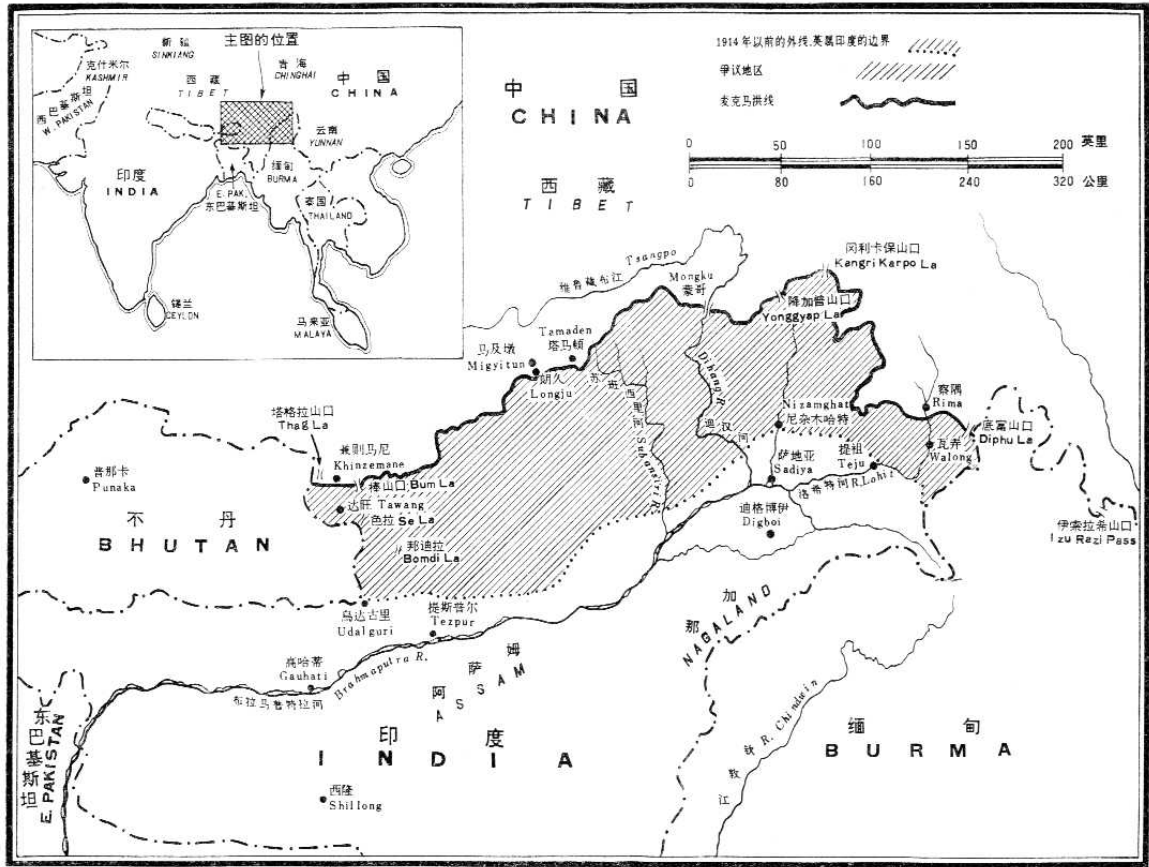 主图的位置
新疆
SINKIANG
克什米尔
KASHMIR
西藏
TIBET
青海
CHINGHAI
中国
CHINA
西巴基斯坦
W. PAKISTAN
云南
YUNNAN
印度
INDIA
缅甸
BURMA
E. PAK.
东巴基斯坦
泰国
THAILAND
锡兰
CEYLON
马来亚
MALAYA
1914年以前的外线,英属印度的边界
争议地区
麦克马洪线
中国
CHINA
西藏
TIBET
0 50 100 150 200 英里
0 80 160 240 320 公里
冈利卡保山口
Kangri Karpo La
Tsangpo
雅鲁藏布江
Mongku
蒙哥
降加普山口
Yonggyap La
Tamaden
塔马顿
马及墩
Migyitun
朗久
Longju
苏班西里河 Subansiri R.
Dihang R.
迪汉河
Nizamghat
尼杂木哈特
察隅
Rima
底富山口
Diphu La
瓦弄
Walong
塔格拉山口
Thag La
兼则马尼
Khinzemane
棒山口 Bum La
普那卡
Punaka
达旺 Tawang
色拉 Se La
萨地亚
Sadiya
提祖
Teju
洛希特河 R. Lohit
不丹
BHUTAN
邦迪拉
Bomdi La
迪格博伊
Digboi
伊索拉希山口
Izu Razi Pass
乌达古里
Udalguri
提斯普尔
Tezpur
那加
NAGALAND
高哈蒂
Gauhati
Brahmaputra R.
布拉马普特拉河
阿萨姆
ASSAM
东巴基斯坦
E. PAKISTAN
印度
INDIA
钦敦江 R. Chindwin
缅甸
BURMA
西隆
Shillong